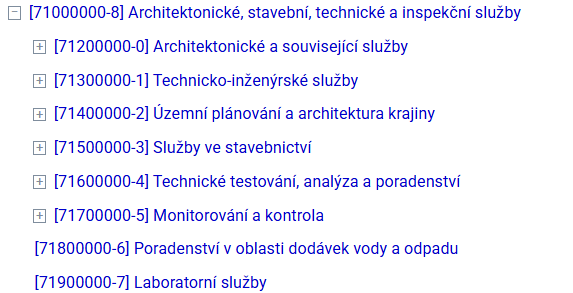 [71000000-8] Architektonické, stavební, technické a inspekční služby
[71200000-0] Architektonické a související služby
[71300000-1] Technicko-inženýrské služby
[71400000-2] Územní plánování a architektura krajiny
[71500000-3] Služby ve stavebnictví
[71600000-4] Technické testování, analýza a poradenství
[71700000-5] Monitorování a kontrola
[71800000-6] Poradenství v oblasti dodávek vody a odpadu
[71900000-7] Laboratorní služby